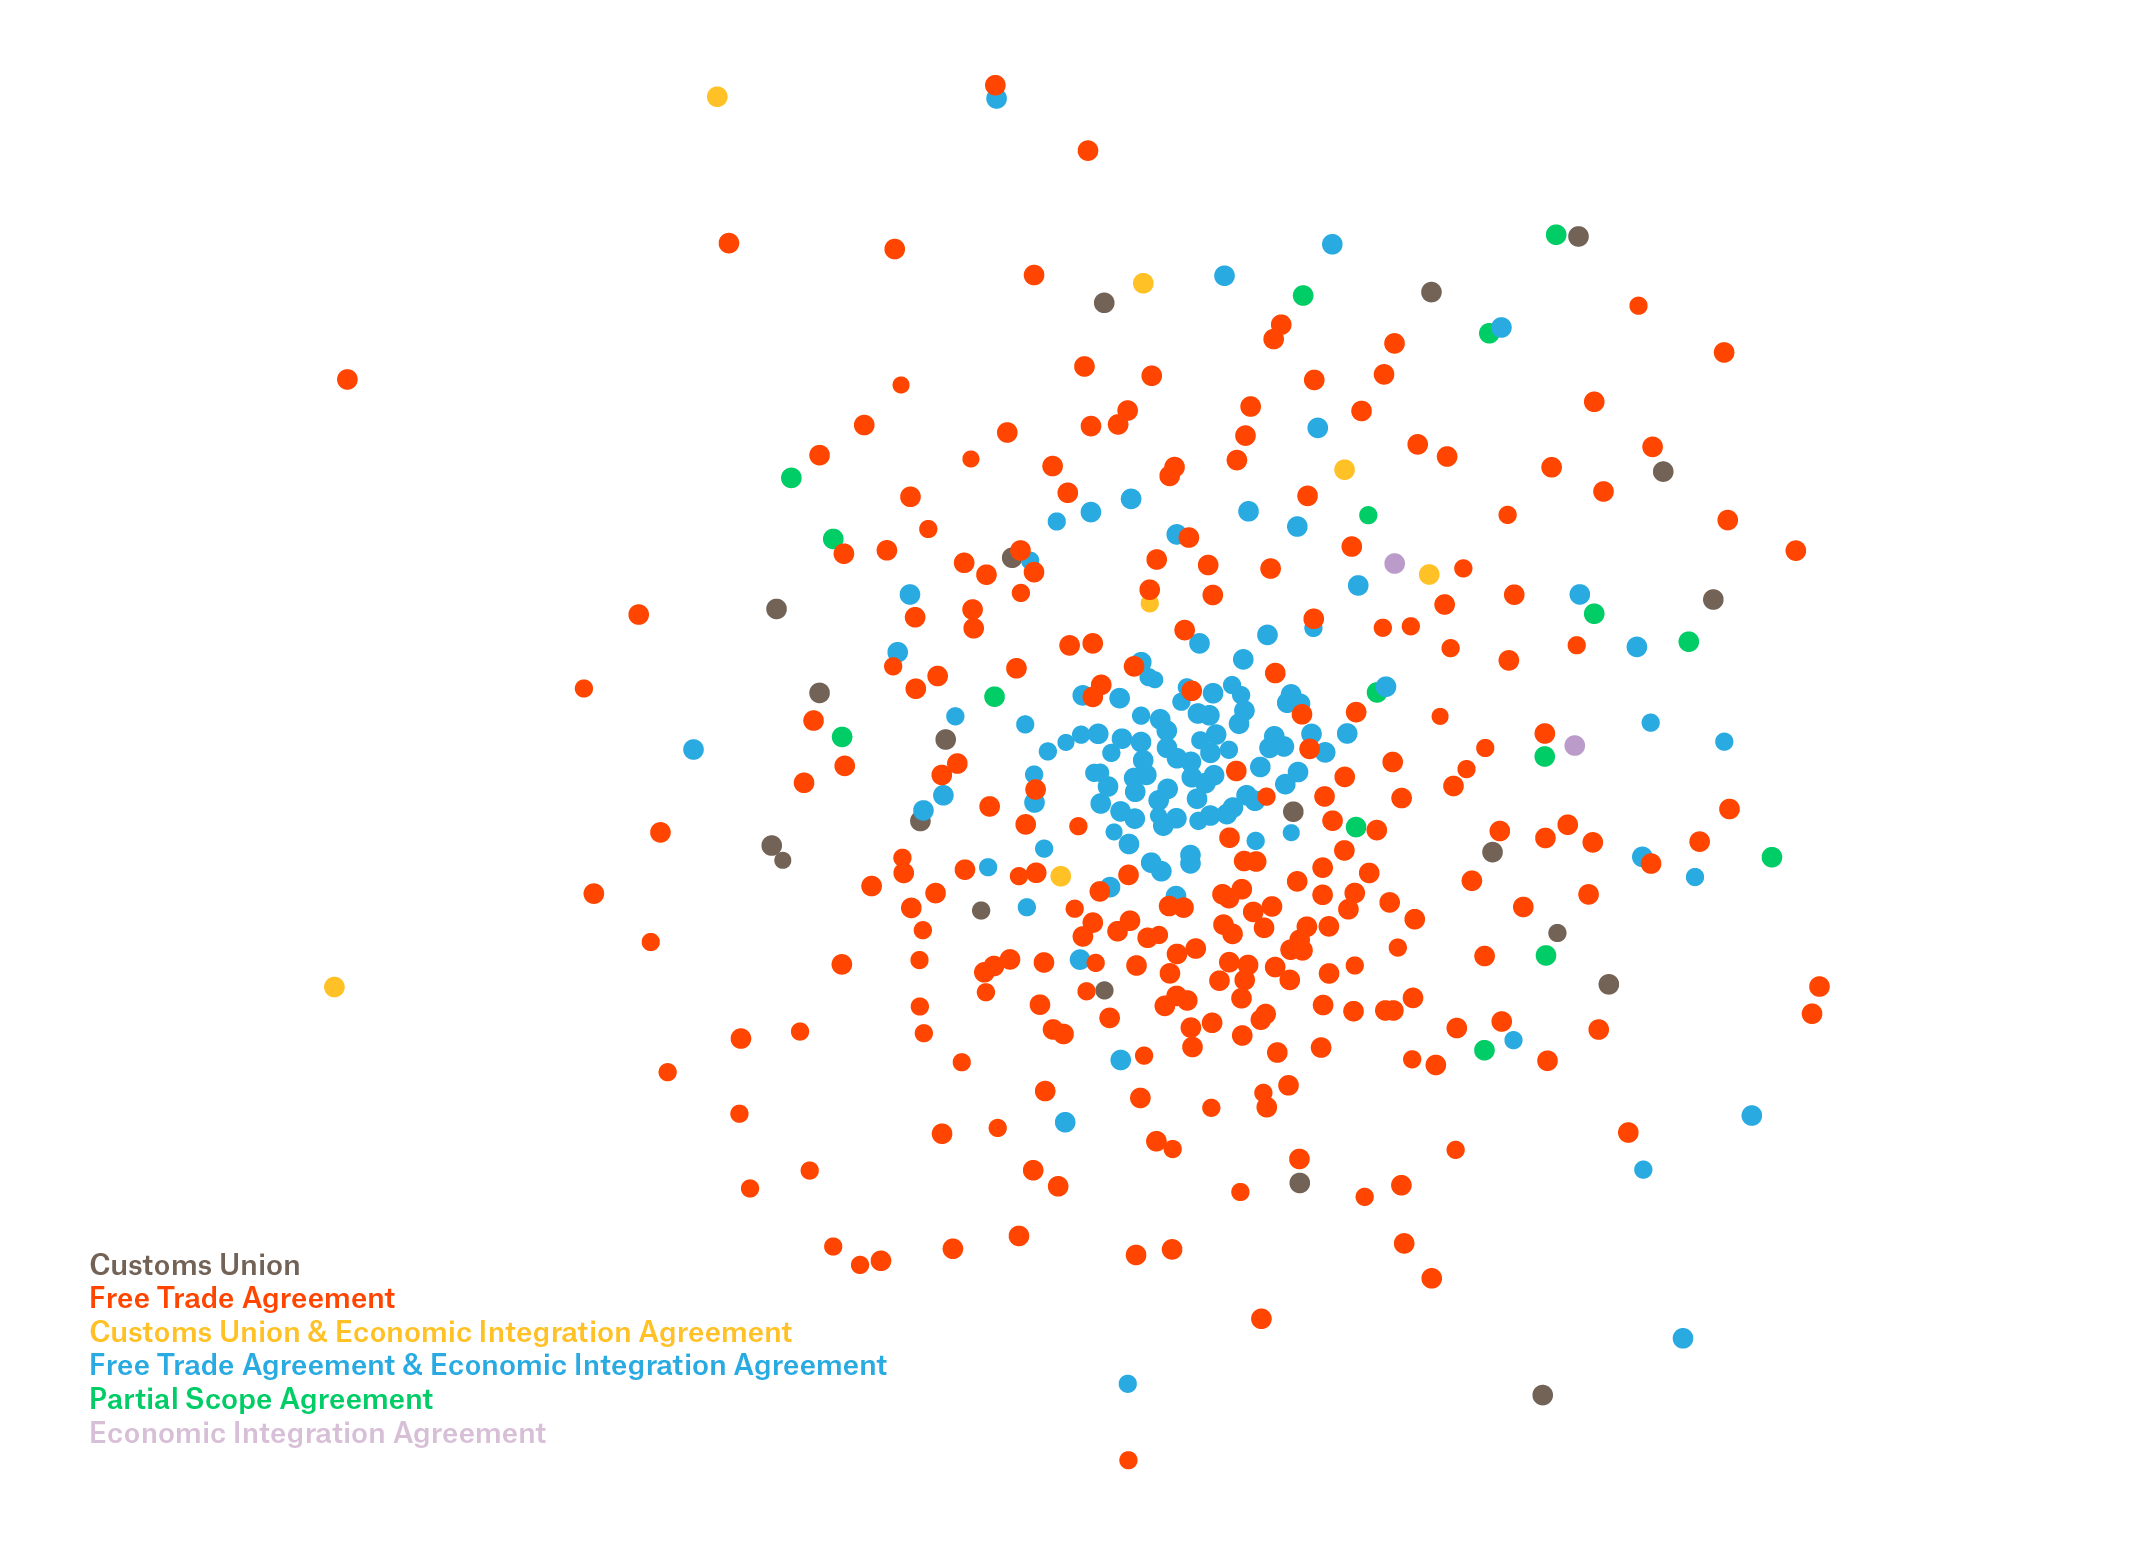 Customs Union
Free Trade Agreement
Customs Union & Economic Integration Agreement
Free Trade Agreement & Economic Integration Agreement
Partial Scope Agreement
Economic Integration Agreement